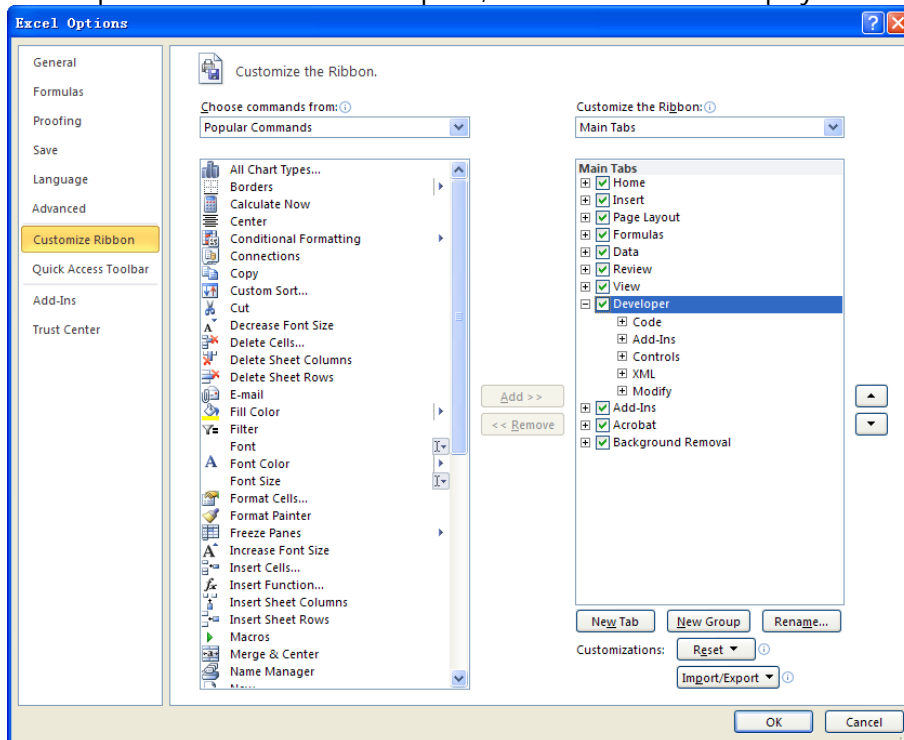 Excel Options
General
Formulas
Proofing
Save
Language
Advanced
Customize Ribbon
Quick Access Toolbar
Add-Ins
Trust Center
Customize the Ribbon.
Choose commands from:
Popular Commands
All Chart Types...
Borders
Calculate Now
Center
Conditional Formatting
Connections
Copy
Custom Sort...
Cut
Decrease Font Size
Delete Cells...
Delete Sheet Columns
Delete Sheet Rows
E-mail
Fill Color
Filter
Font
Font Color
Font Size
Format Cells...
Format Painter
Freeze Panes
Increase Font Size
Insert Cells...
Insert Function...
Insert Sheet Columns
Insert Sheet Rows
Macros
Merge & Center
Name Manager
Add >>
<< Remove
Customize the Ribbon:
Main Tabs
Main Tabs
Home
Insert
Page Layout
Formulas
Data
Review
View
Developer
Code
Add-Ins
Controls
XML
Modify
Add-Ins
Acrobat
Background Removal
New Tab
New Group
Rename...
Customizations:
Reset
Import/Export
OK
Cancel